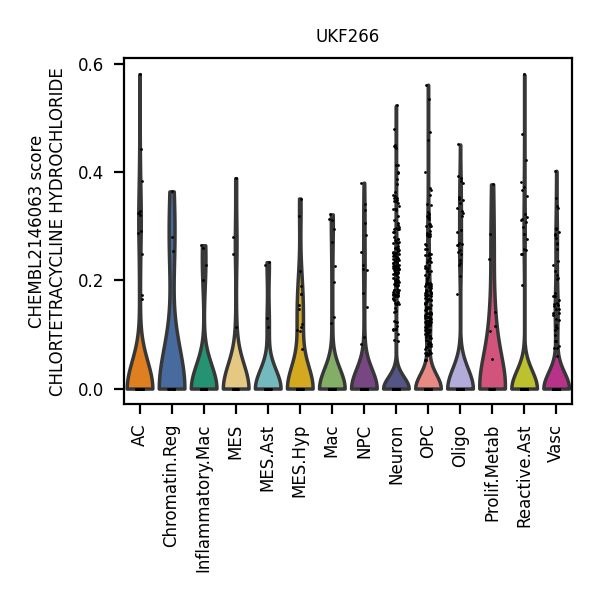 UKF266
CHEMBL2146063 score
CHLORTETRACYCLINE HYDROCHLORIDE
0.6
0.4
0.2
0.0
AC
Chromatin.Reg
Inflammatory.Mac
MES
MES.Ast
MES.Hyp
Mac
NPC
Neuron
OPC
Oligo
Prolif.Metab
Reactive.Ast
Vasc